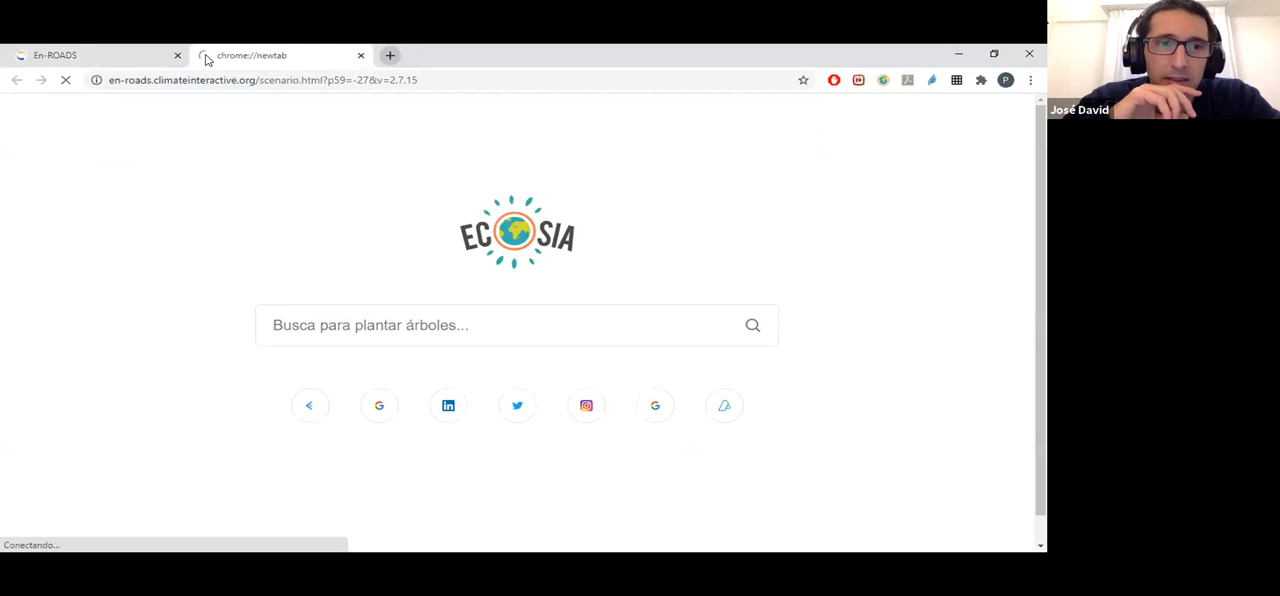 En-ROADS
chrome://newtab
en-roads.climateinteractive.org/scenario.html?p59=-27&v=2.7.15
P
José David
ECOSIA
Busca para plantar árboles...
Conectando...